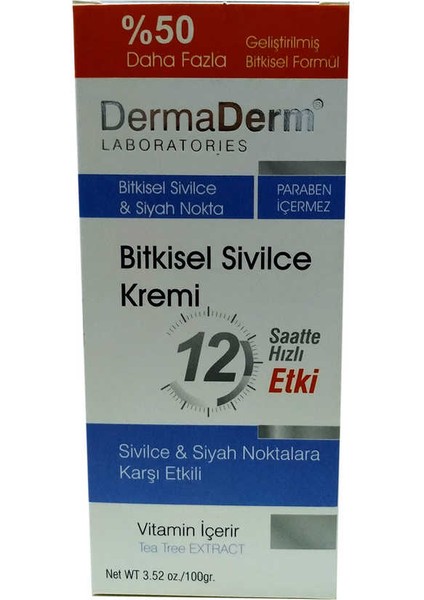 %50
Daha Fazla
Geliştirilmiş
Bitkisel Formül
DermaDerm®
LABORATORIES
Bitkisel Sivilce
& Siyah Nokta
PARABEN
İÇERMEZ
Bitkisel Sivilce
Kremi
12
Saatte
Hızlı
Etki
Sivilce & Siyah Noktalara
Karşı Etkili
Vitamin İçerir
Tea Tree EXTRACT
Net WT 3.52 oz./100gr.